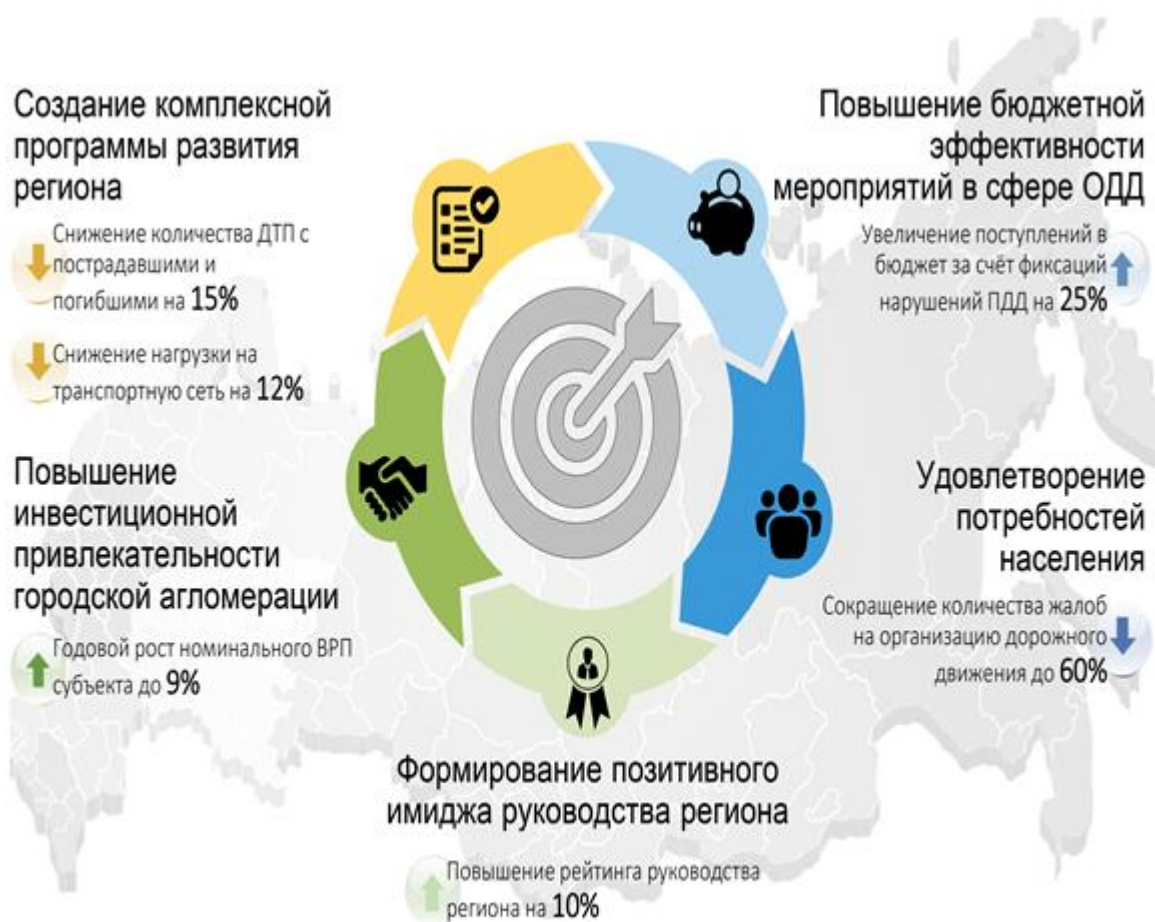 Создание комплексной
программы развития
региона
Снижение количества ДТП с
пострадавшими и
погибшими на 15%
Снижение нагрузки на
транспортную сеть на 12%
Повышение бюджетной
эффективности
мероприятий в сфере ОДД
Увеличение поступлений в
бюджет за счёт фиксаций
нарушений ПДД на 25%
Повышение
инвестиционной
привлекательности
городской агломерации
Годовой рост номинального ВРП
субъекта до 9%
Удовлетворение
потребностей
населения
Сокращение количества жалоб
на организацию дорожного
движения до 60%
Формирование позитивного
имиджа руководства региона
Повышение рейтинга руководства
региона на 10%